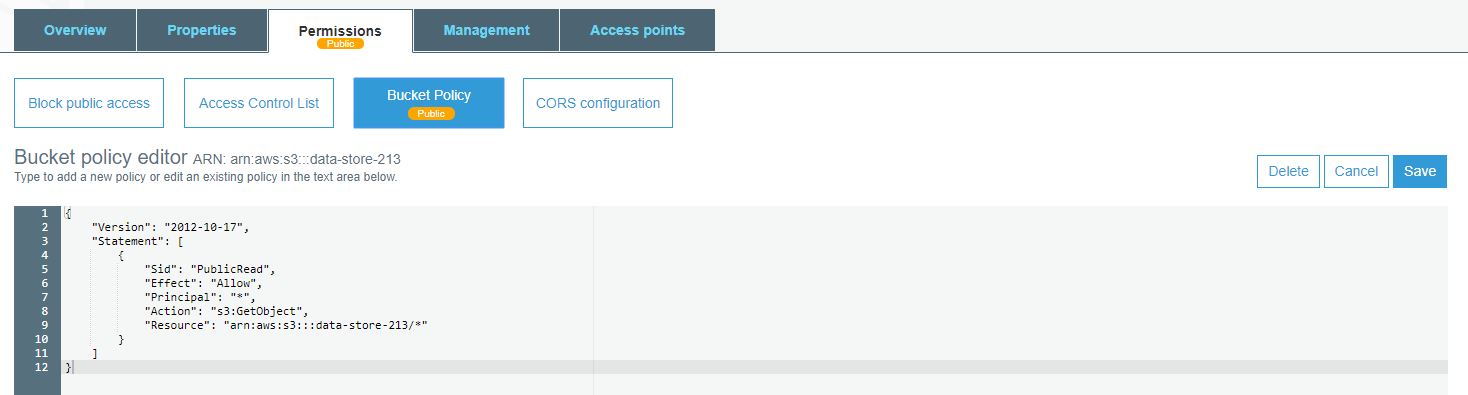 Overview Properties Permissions Management Access points
Public
Block public access Access Control List Bucket Policy CORS configuration
Public
Bucket policy editor ARN: arn:aws:s3:::data-store-213
Type to add a new policy or edit an existing policy in the text area below.
Delete Cancel Save
1 {
2 "Version": "2012-10-17",
3 "Statement": [
4 {
5 "Sid": "PublicRead",
6 "Effect": "Allow",
7 "Principal": "*",
8 "Action": "s3:GetObject",
9 "Resource": "arn:aws:s3:::data-store-213/*"
10 }
11 ]
12 }